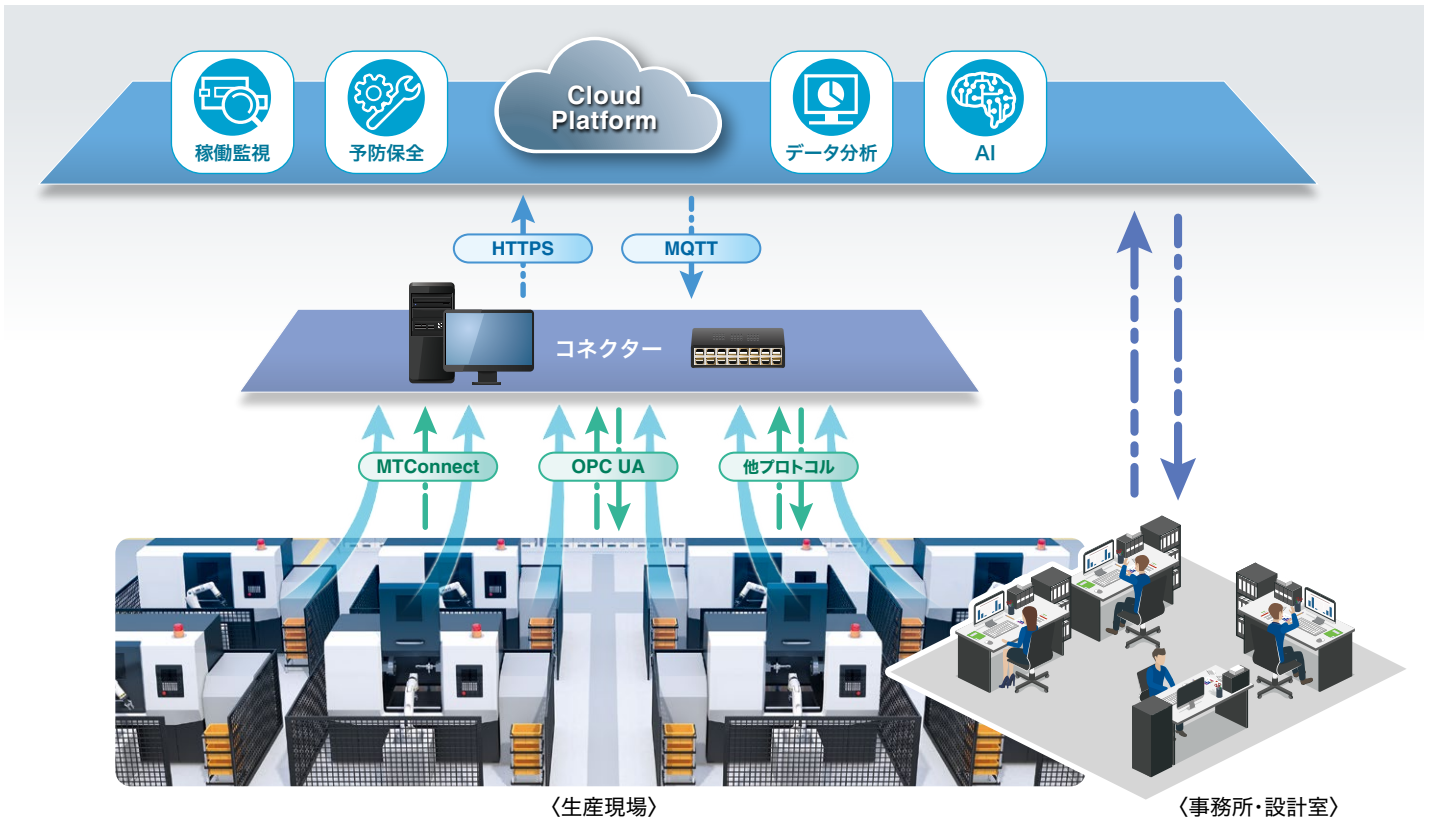 Cloud
Platform
稼働監視
予防保全
データ分析
AI
HTTPS
MQTT
コネクター
MTConnect
OPC UA
他プロトコル
〈生産現場〉
〈事務所・設計室〉